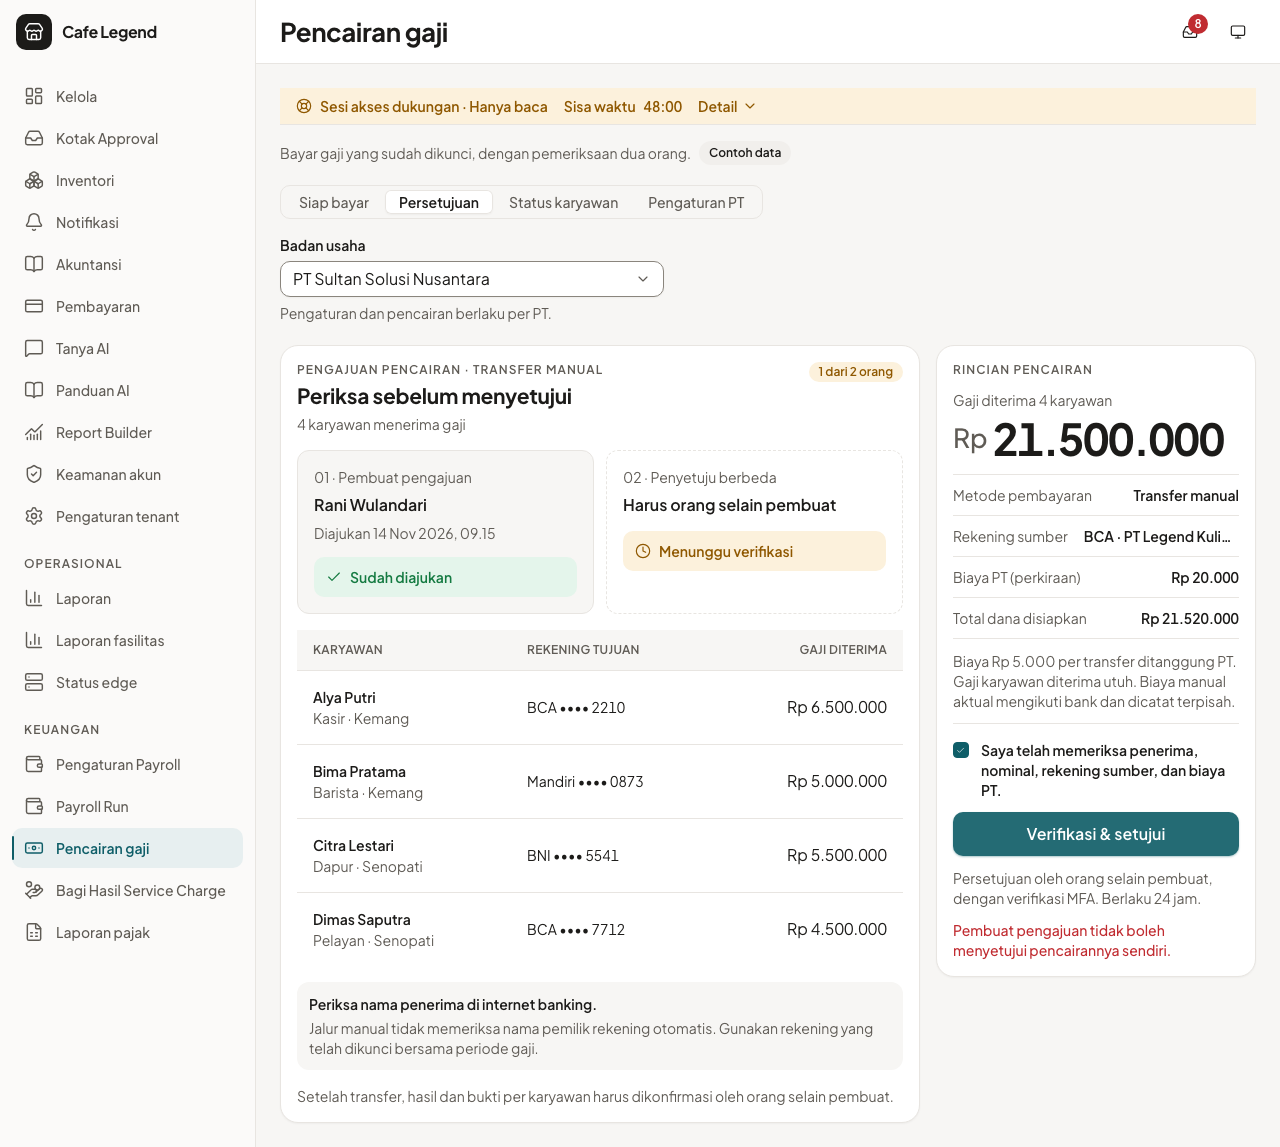 Cafe Legend
Kelola
Kotak Approval
Inventori
Notifikasi
Akuntansi
Pembayaran
Tanya AI
Panduan AI
Report Builder
Keamanan akun
Pengaturan tenant
OPERASIONAL
Laporan
Laporan fasilitas
Status edge
KEUANGAN
Pengaturan Payroll
Payroll Run
Pencairan gaji
Bagi Hasil Service Charge
Laporan pajak
Pencairan gaji
8
Sesi akses dukungan · Hanya baca Sisa waktu 48:00 Detail
Bayar gaji yang sudah dikunci, dengan pemeriksaan dua orang. Contoh data
Siap bayar Persetujuan Status karyawan Pengaturan PT
Badan usaha
PT Sultan Solusi Nusantara
Pengaturan dan pencairan berlaku per PT.
PENGAJUAN PENCAIRAN · TRANSFER MANUAL
1 dari 2 orang
Periksa sebelum menyetujui
4 karyawan menerima gaji
01 · Pembuat pengajuan
Rani Wulandari
Diajukan 14 Nov 2026, 09.15
Sudah diajukan
02 · Penyetuju berbeda
Harus orang selain pembuat
Menunggu verifikasi
KARYAWAN REKENING TUJUAN GAJI DITERIMA
Alya Putri
Kasir · Kemang
BCA •••• 2210
Rp 6.500.000
Bima Pratama
Barista · Kemang
Mandiri •••• 0873
Rp 5.000.000
Citra Lestari
Dapur · Senopati
BNI •••• 5541
Rp 5.500.000
Dimas Saputra
Pelayan · Senopati
BCA •••• 7712
Rp 4.500.000
Periksa nama penerima di internet banking.
Jalur manual tidak memeriksa nama pemilik rekening otomatis. Gunakan rekening yang
telah dikunci bersama periode gaji.
Setelah transfer, hasil dan bukti per karyawan harus dikonfirmasi oleh orang selain pembuat.
RINCIAN PENCAIRAN
Gaji diterima 4 karyawan
Rp 21.500.000
Metode pembayaran Transfer manual
Rekening sumber BCA · PT Legend Kuli...
Biaya PT (perkiraan) Rp 20.000
Total dana disiapkan Rp 21.520.000
Biaya Rp 5.000 per transfer ditanggung PT.
Gaji karyawan diterima utuh. Biaya manual
aktual mengikuti bank dan dicatat terpisah.
Saya telah memeriksa penerima,
nominal, rekening sumber, dan biaya
PT.
Verifikasi & setujui
Persetujuan oleh orang selain pembuat,
dengan verifikasi MFA. Berlaku 24 jam.
Pembuat pengajuan tidak boleh
menyetujui pencairannya sendiri.